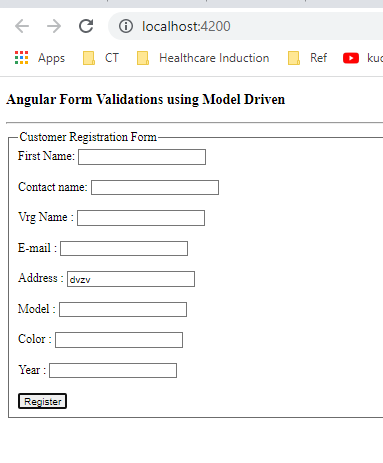 localhost:4200
Apps CT Healthcare Induction Ref kuc
Angular Form Validations using Model Driven
Customer Registration Form
First Name:
Contact name:
Vrg Name :
E-mail :
Address : dvzv
Model :
Color :
Year :
Register